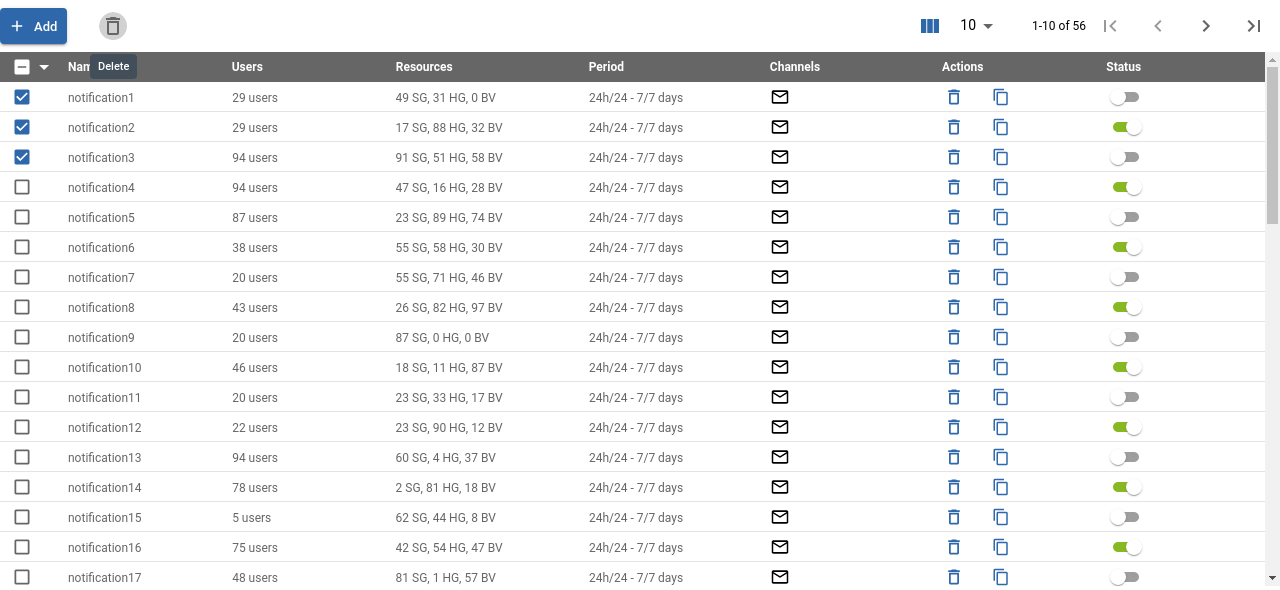 Add
10
1-10 of 56
Delete
Users Resources Period Channels Actions Status
notification1 29 users 49 SG, 31 HG, 0 BV 24h/24 - 7/7 days
notification2 29 users 17 SG, 88 HG, 32 BV 24h/24 - 7/7 days
notification3 94 users 91 SG, 51 HG, 58 BV 24h/24 - 7/7 days
notification4 94 users 47 SG, 16 HG, 28 BV 24h/24 - 7/7 days
notification5 87 users 23 SG, 89 HG, 74 BV 24h/24 - 7/7 days
notification6 38 users 55 SG, 58 HG, 30 BV 24h/24 - 7/7 days
notification7 20 users 55 SG, 71 HG, 46 BV 24h/24 - 7/7 days
notification8 43 users 26 SG, 82 HG, 97 BV 24h/24 - 7/7 days
notification9 20 users 87 SG, 0 HG, 0 BV 24h/24 - 7/7 days
notification10 46 users 18 SG, 11 HG, 87 BV 24h/24 - 7/7 days
notification11 20 users 23 SG, 33 HG, 17 BV 24h/24 - 7/7 days
notification12 22 users 23 SG, 90 HG, 12 BV 24h/24 - 7/7 days
notification13 94 users 60 SG, 4 HG, 37 BV 24h/24 - 7/7 days
notification14 78 users 2 SG, 81 HG, 18 BV 24h/24 - 7/7 days
notification15 5 users 62 SG, 44 HG, 8 BV 24h/24 - 7/7 days
notification16 75 users 42 SG, 54 HG, 47 BV 24h/24 - 7/7 days
notification17 48 users 81 SG, 1 HG, 57 BV 24h/24 - 7/7 days